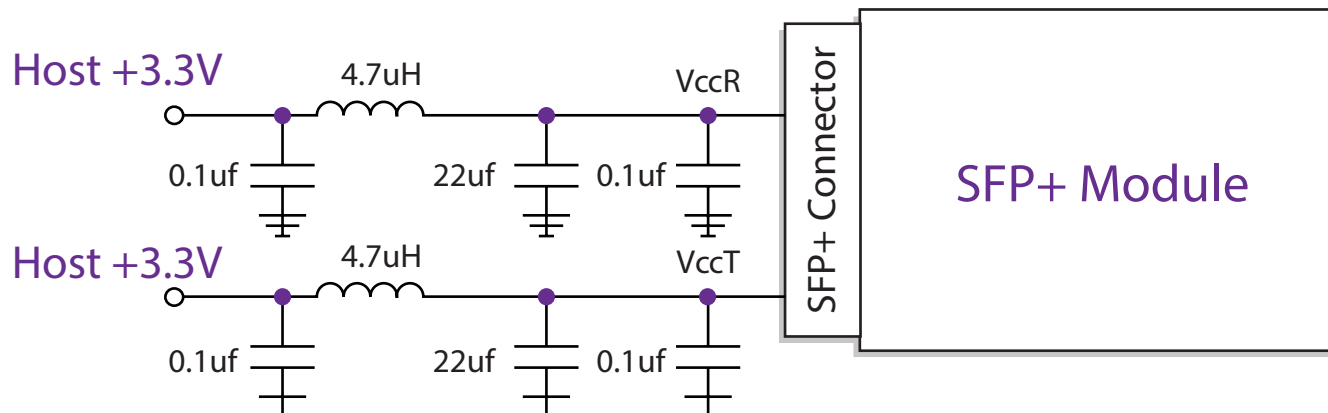 Host +3.3V
4.7uH
VccR
0.1uf
22uf
0.1uf
Host +3.3V
4.7uH
VccT
0.1uf
22uf
0.1uf
SFP+ Connector
SFP+ Module